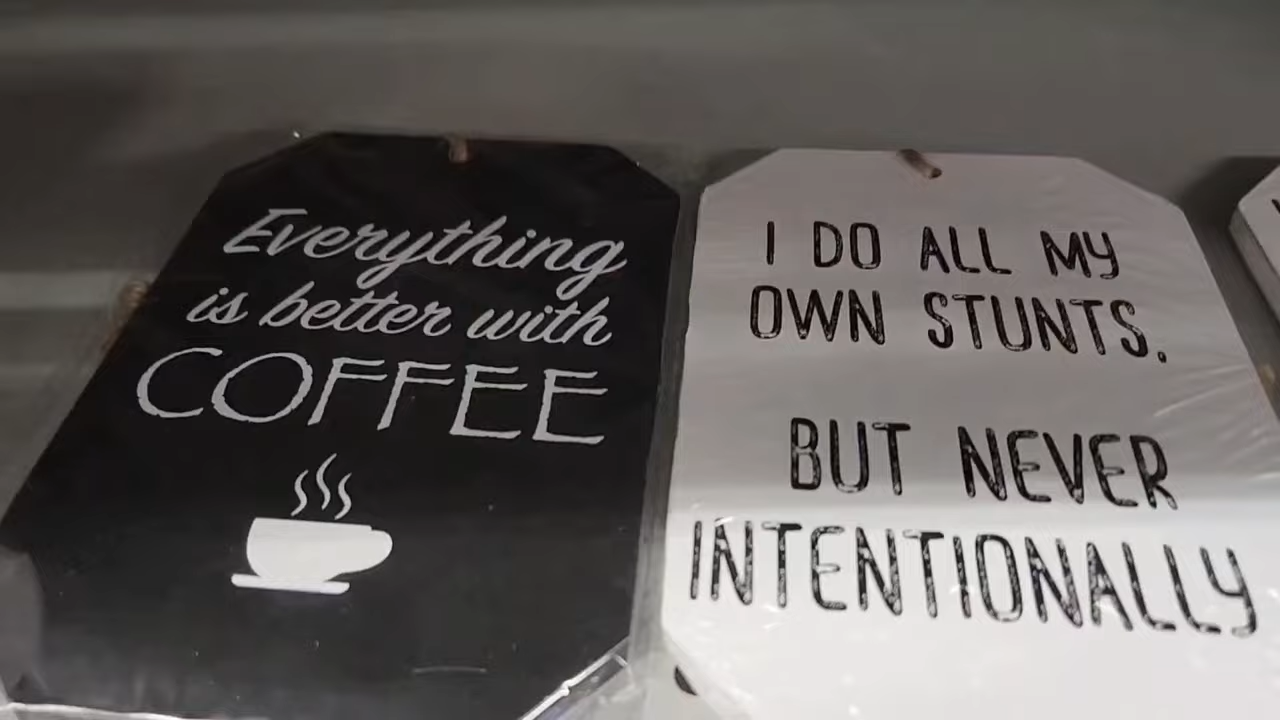 Everything
is better with
COFFEE
I DO ALL MY
OWN STUNTS.
BUT NEVER
INTENTIONALLY